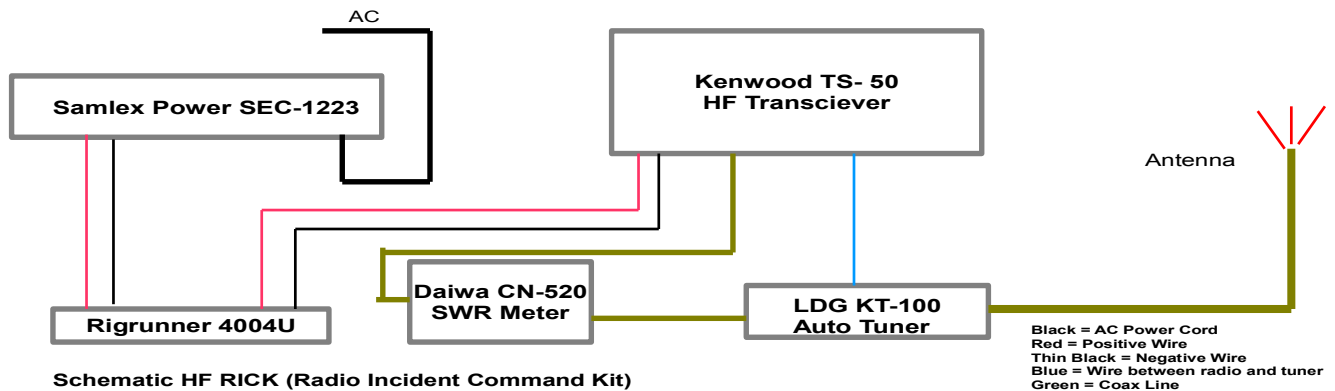 AC
Samlex Power SEC-1223
Kenwood TS- 50
HF Transciever
Antenna
Rigrunner 4004U
Daiwa CN-520
SWR Meter
LDG KT-100
Auto Tuner
Black = AC Power Cord
Red = Positive Wire
Thin Black = Negative Wire
Blue = Wire between radio and tuner
Green = Coax Line
Schematic HF RICK (Radio Incident Command Kit)